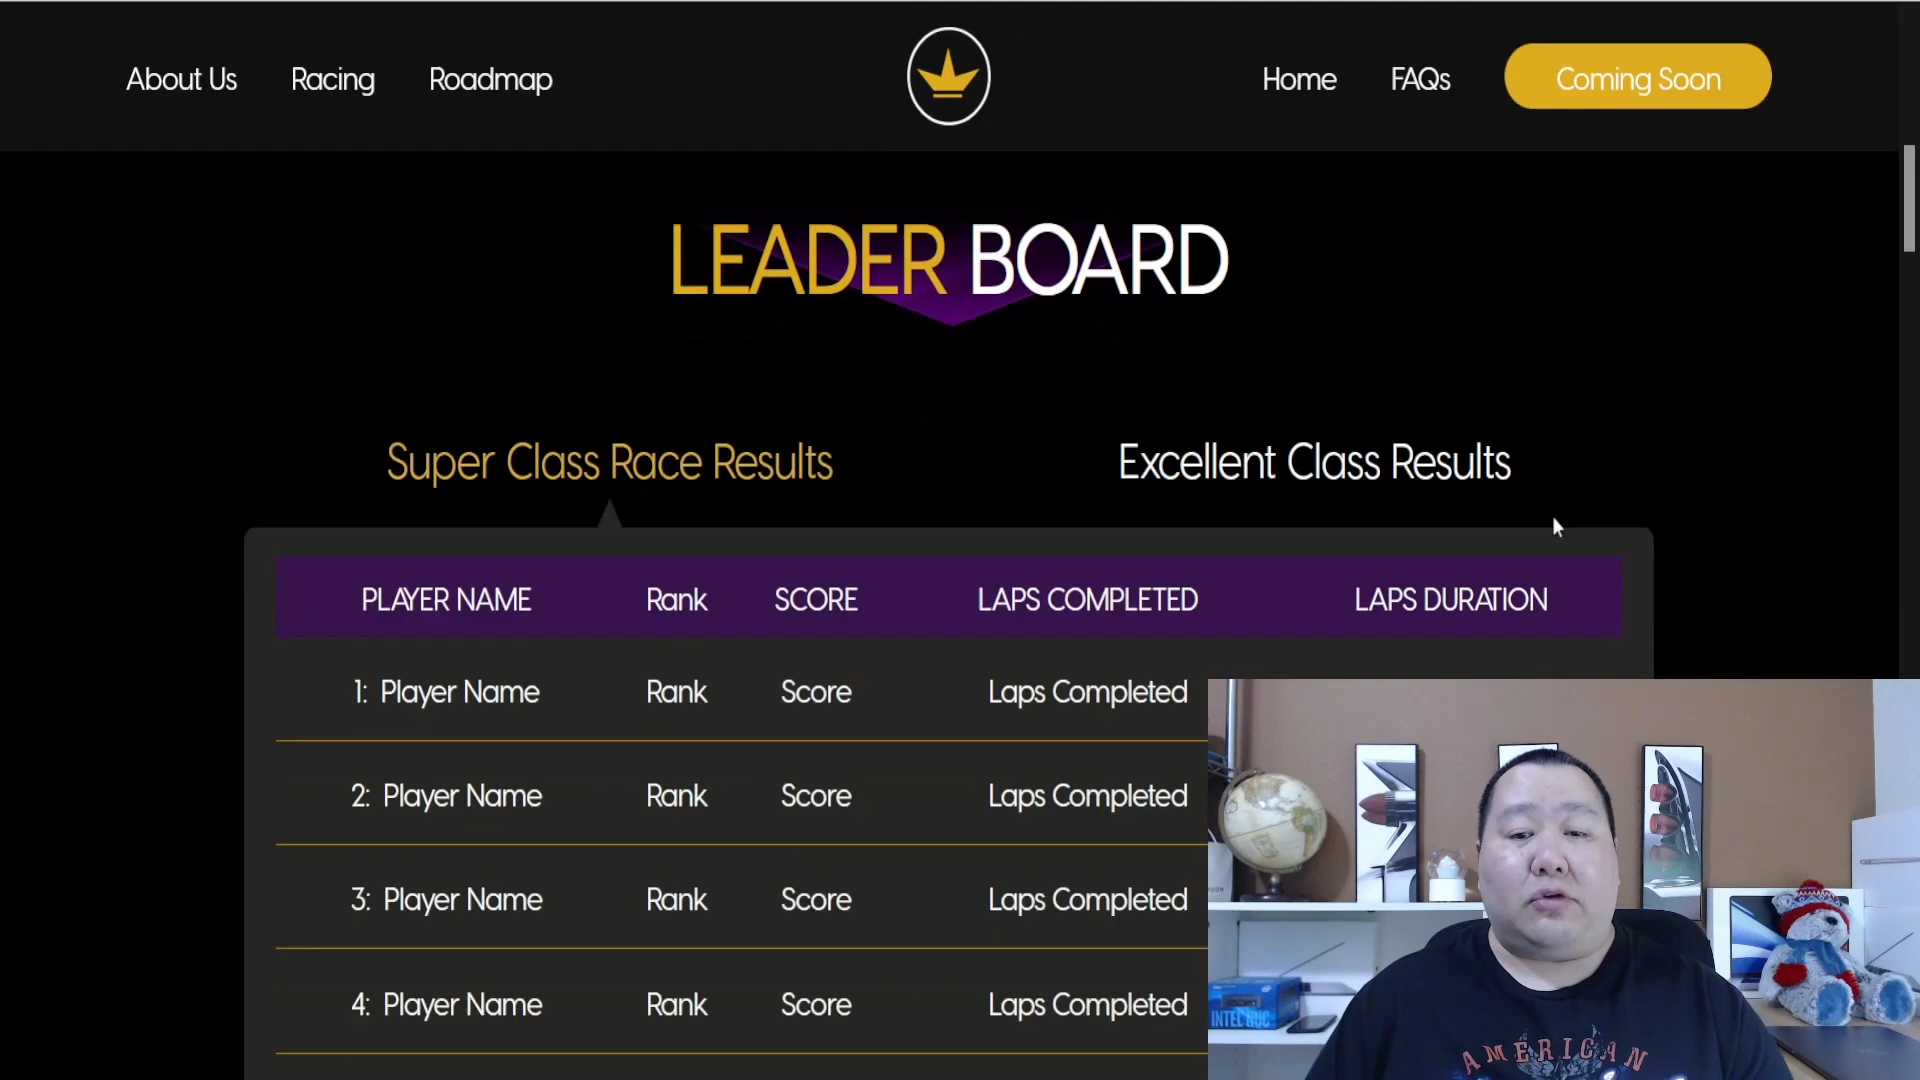 About Us Racing Roadmap Home FAQs Coming Soon
LEADER BOARD
Super Class Race Results Excellent Class Results
PLAYER NAME Rank SCORE LAPS COMPLETED LAPS DURATION
1: Player Name Rank Score Laps Completed
2: Player Name Rank Score Laps Completed
3: Player Name Rank Score Laps Completed
4: Player Name Rank Score Laps Completed
INTEL NUC
AMERICAN